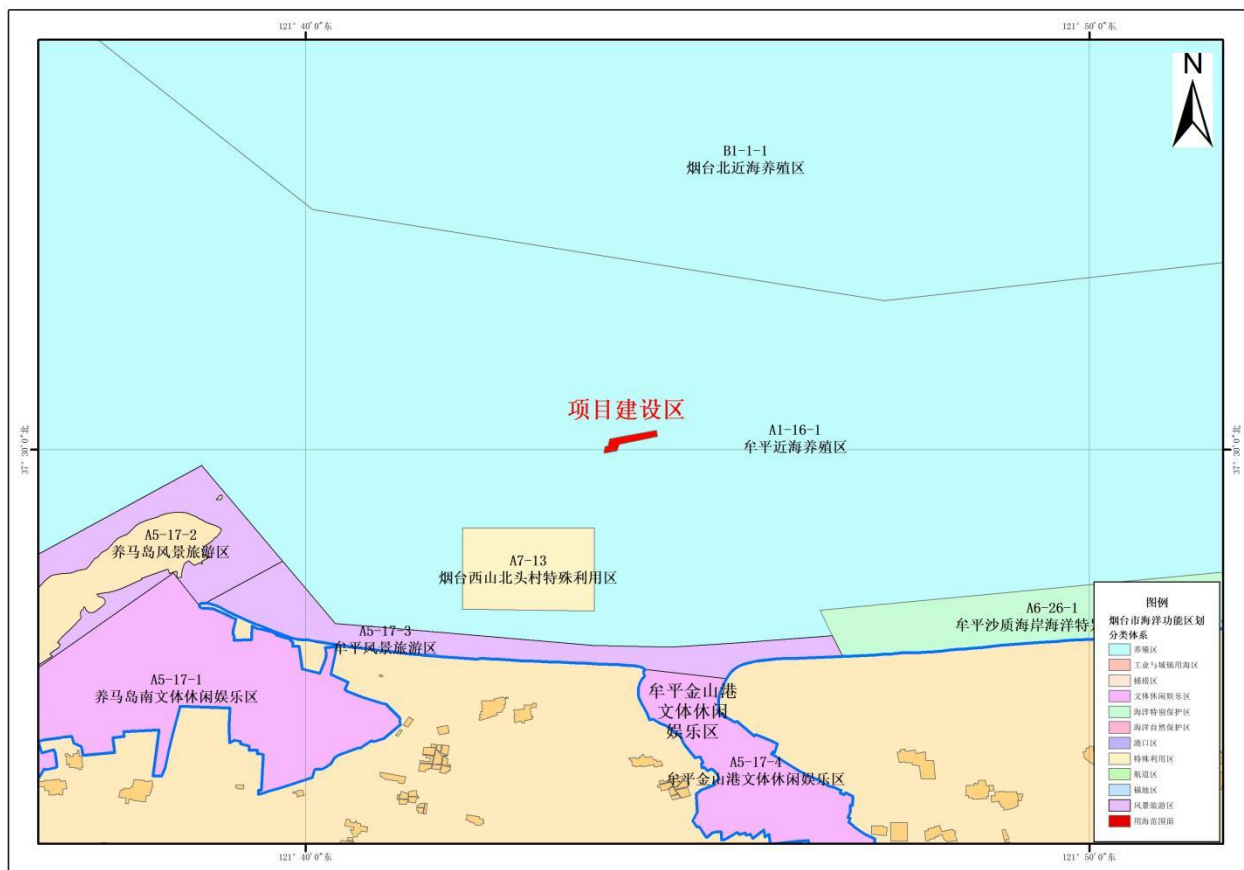 121° 40′0″东
121° 50′0″东
N
B1-1-1
烟台北近海养殖区
项目建设区
A1-16-1
牟平近海养殖区
37° 30′0″北
37° 30′0″北
A5-17-2
养马岛风景旅游区
A7-13
烟台西山北头村特殊利用区
A6-26-1
牟平沙质海岸海洋特别
A5-17-3
牟平风景旅游区
A5-17-1
养马岛南文体休闲娱乐区
牟平金山港
文体休闲
娱乐区
A5-17-4
牟平金山港文体休闲娱乐区
图例
烟台市海洋功能区划
分类体系
养殖区
工业与城镇用海区
捕捞区
文体休闲娱乐区
海洋特别保护区
海洋自然保护区
港口区
特殊利用区
航道区
锚地区
风景旅游区
用海范围面
121° 40′0″东
121° 50′0″东